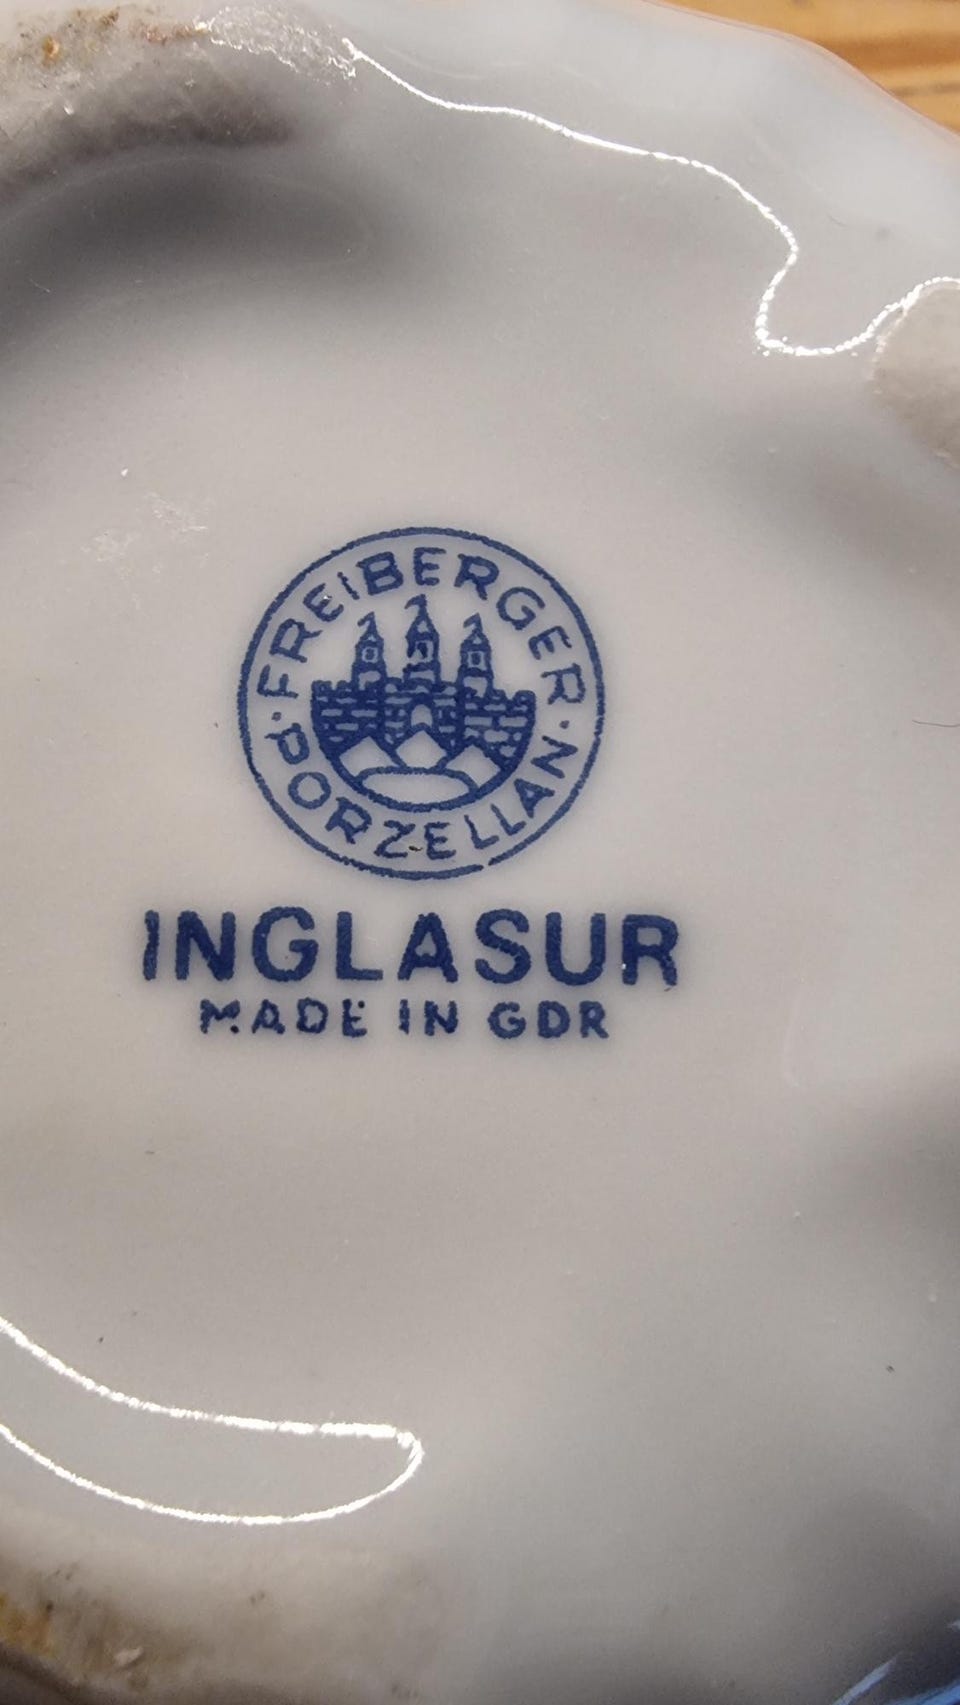 FREIBERGER
· PORZELLAN ·
INGLASUR
MADE IN GDR